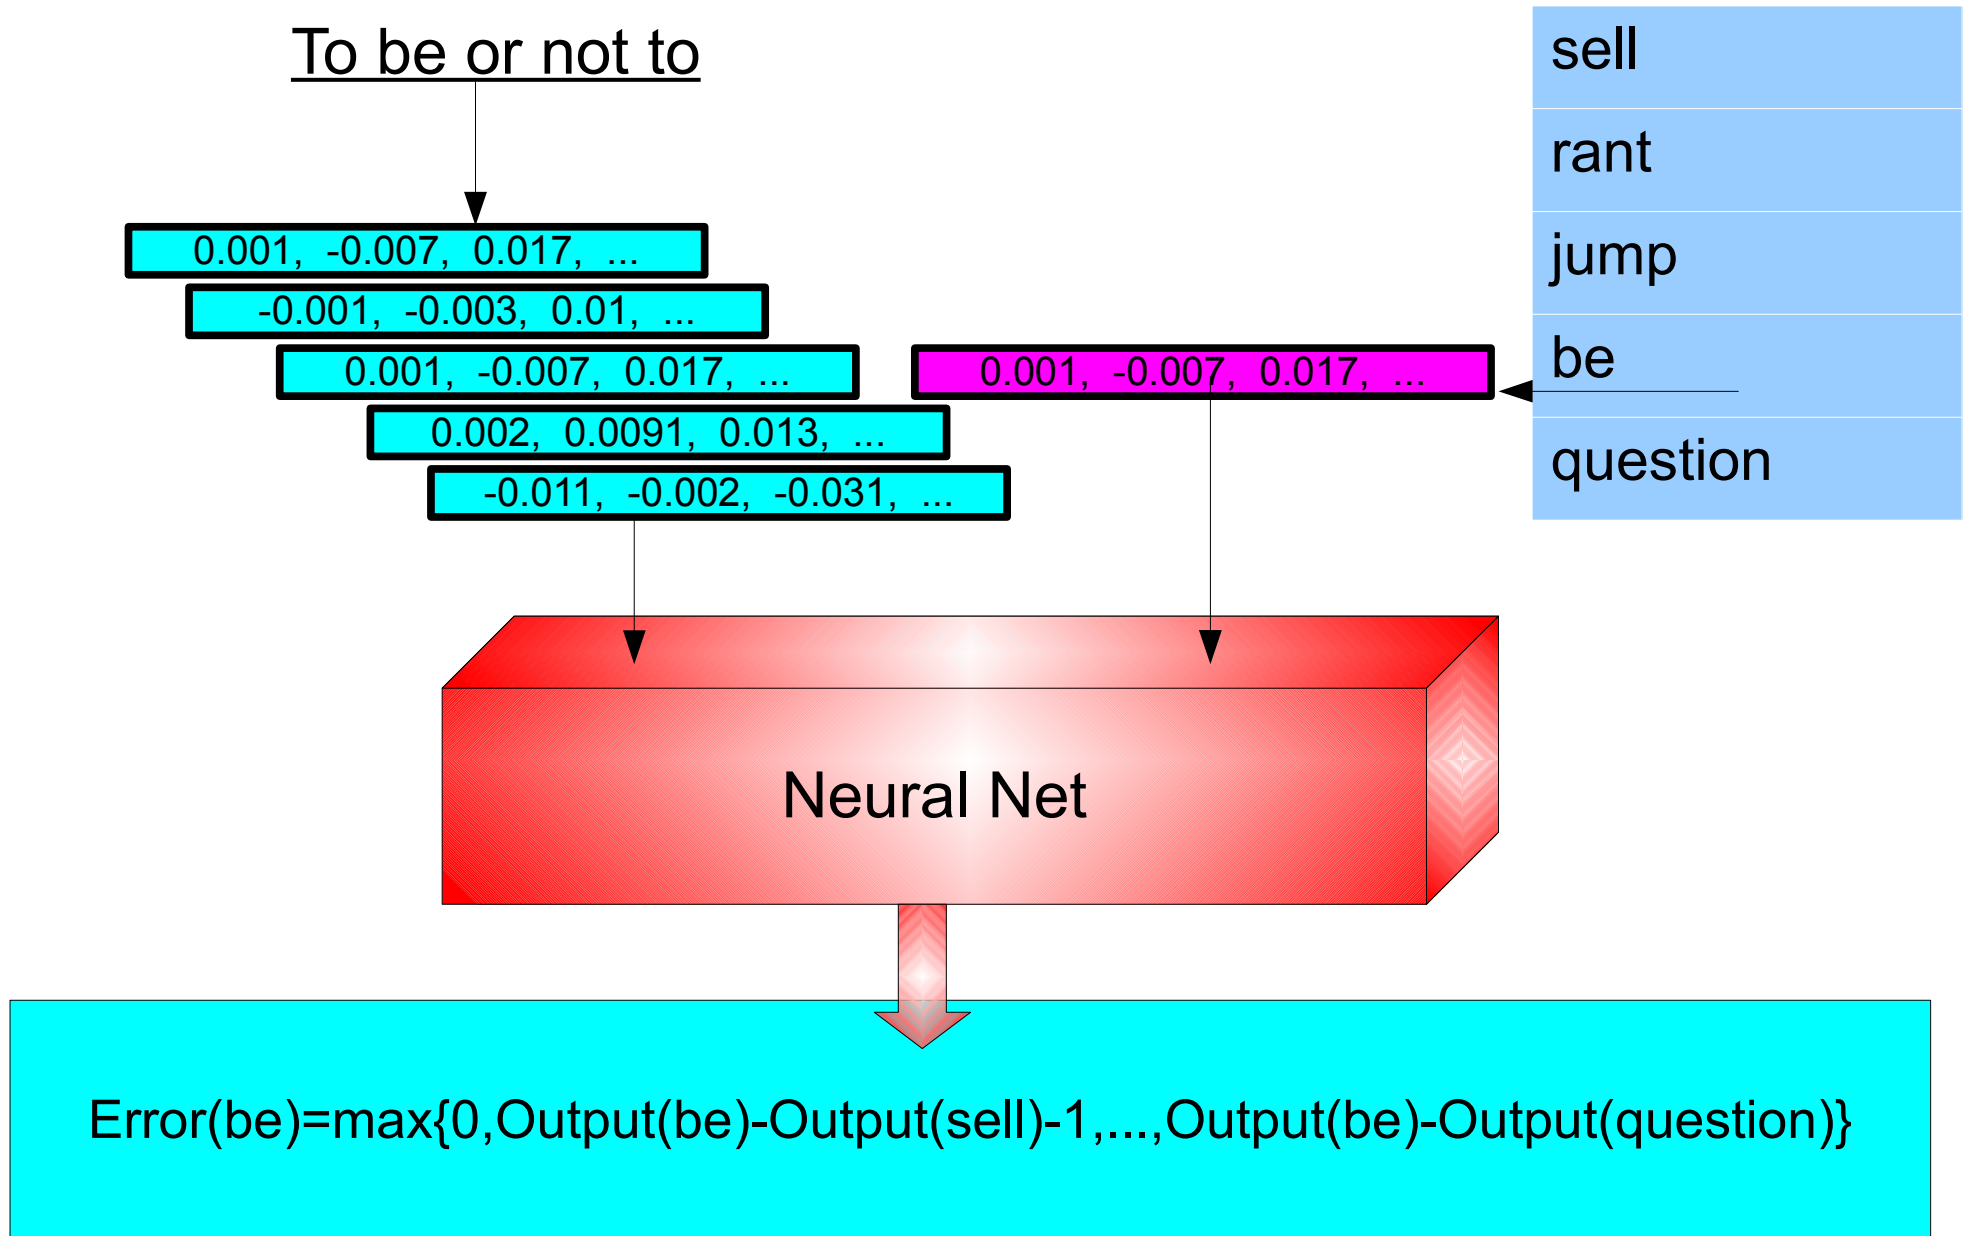 To be or not to
0.001, -0.007, 0.017, ...
-0.001, -0.003, 0.01, ...
0.001, -0.007, 0.017, ...
0.002, 0.0091, 0.013, ...
-0.011, -0.002, -0.031, ...
0.001, -0.007, 0.017, ...
sell
rant
jump
be
question
Neural Net
Error(be)=max{0,Output(be)-Output(sell)-1,...,Output(be)-Output(question)}